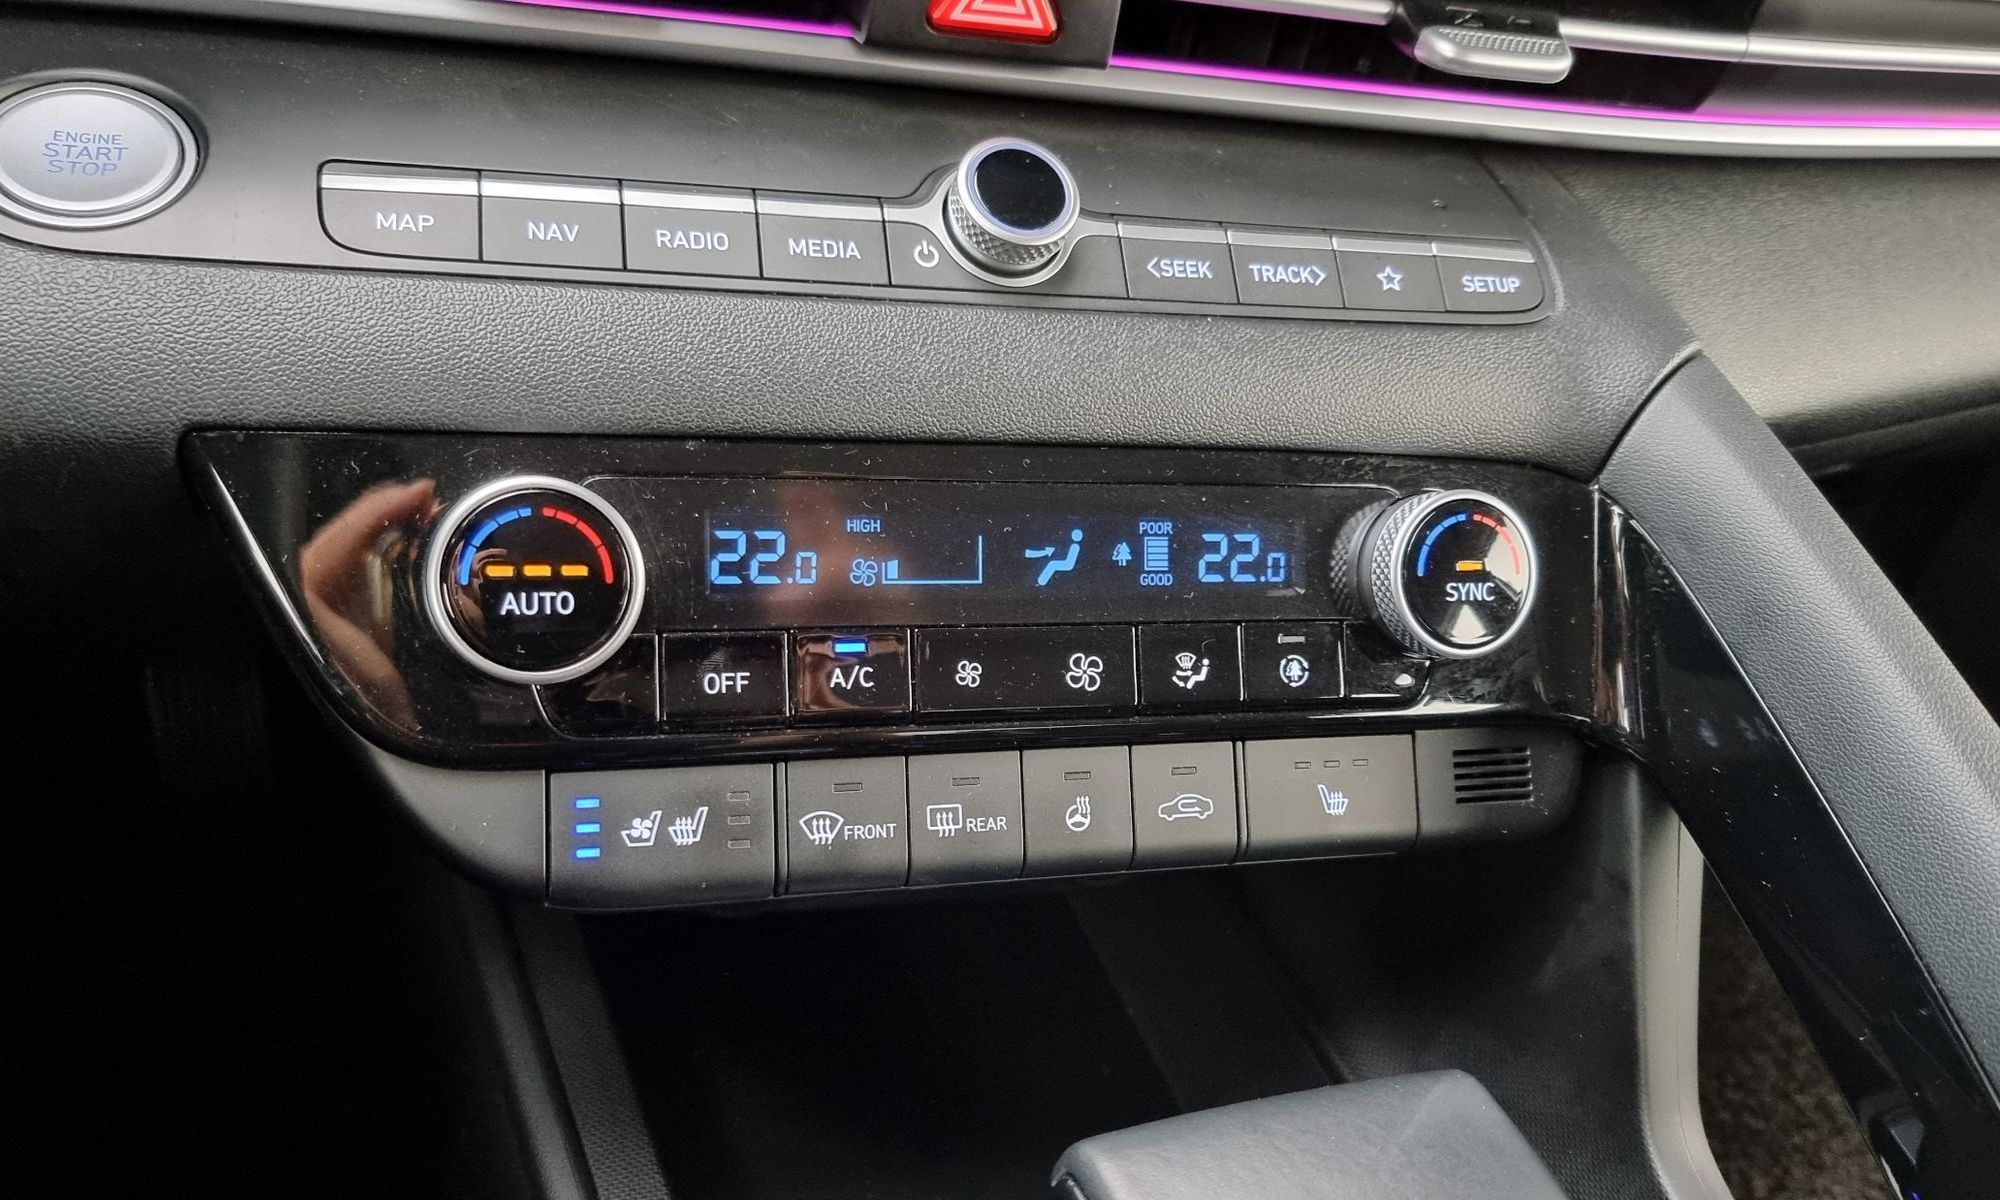 ENGINE
START
STOP
MAP
NAV
RADIO
MEDIA
<SEEK
TRACK>
SETUP
22.0
HIGH
POOR
GOOD
22.0
AUTO
SYNC
OFF
A/C
FRONT
REAR